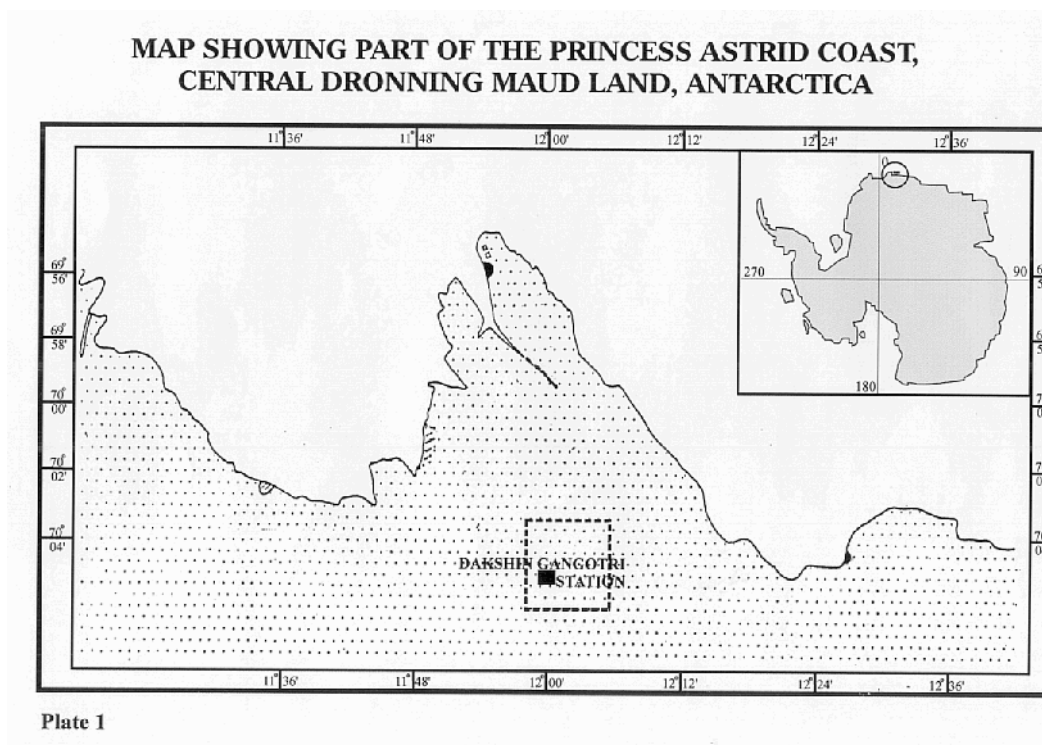 MAP SHOWING PART OF THE PRINCESS ASTRID COAST,
CENTRAL DRONNING MAUD LAND, ANTARCTICA
11° 36' 11° 48' 12° 00' 12° 12' 12° 24' 12° 36'
0
270 90
180
69° 56'
69° 58'
70° 00'
70° 02'
70° 04'
DAKSHIN GANGOTRI
STATION
11° 36' 11° 48' 12° 00' 12° 12' 12° 24' 12° 36'
Plate 1